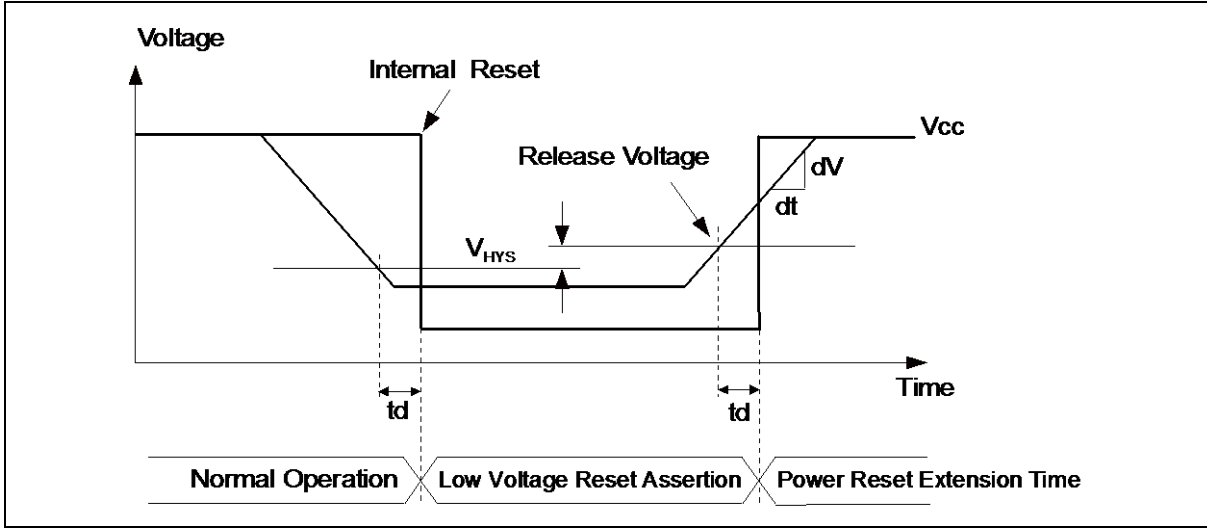 Voltage
Internal Reset
Vcc
Release Voltage
dV
dt
VHYS
Time
td
td
Normal Operation
Low Voltage Reset Assertion
Power Reset Extension Time